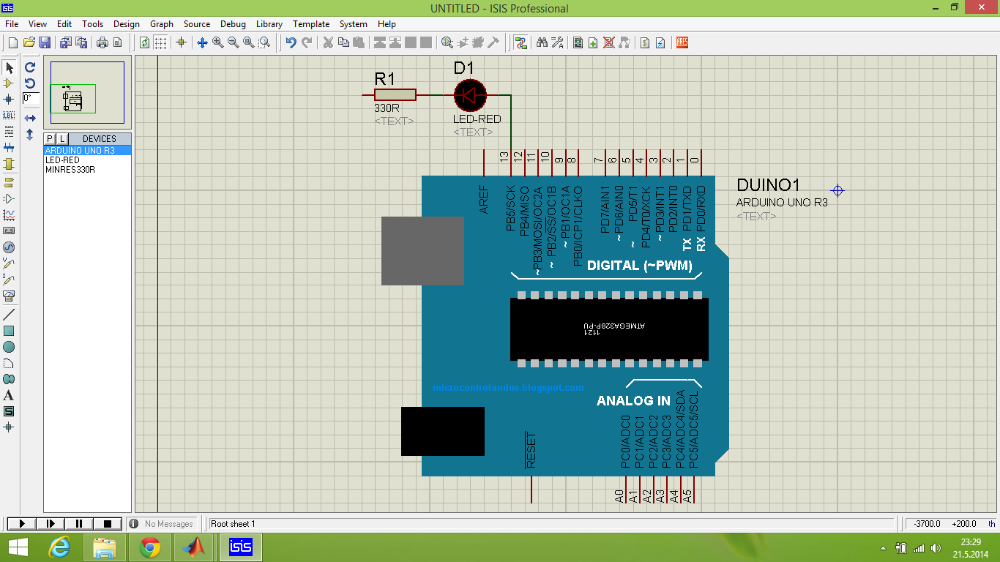 UNTITLED - ISIS Professional
File View Edit Tools Design Graph Source Debug Library Template System Help
LBL
ARES
0°
P L DEVICES
ARDUINO UNO R3
LED-RED
MINRES330R
A
S
R1
330R
<TEXT>
D1
LED-RED
<TEXT>
13 12 11 10 9 8 7 6 5 4 3 2 1 0
AREF
PB5/SCK
PB4/MISO
~PB3/MOSI/OC2A
~ PB2/SS/OC1B
~ PB1/OC1A
PB0/ICP1/CLKO
PD7/AIN1
~ PD6/AIN0
~ PD5/T1
PD4/T0/XCK
~ PD3/INT1
PD2/INT0
TX PD1/TXD
RX PD0/RXD
DIGITAL (~PWM)
DUINO1
ARDUINO UNO R3
<TEXT>
ATMEGA328P-PU
1121
microcontrolandos.blogspot.com
ANALOG IN
RESET
PC0/ADC0
PC1/ADC1
PC2/ADC2
PC3/ADC3
PC4/ADC4/SDA
PC5/ADC5/SCL
A0 A1 A2 A3 A4 A5
No Messages
Root sheet 1
-3700.0 +200.0 th
isis
23:29
21.5.2014